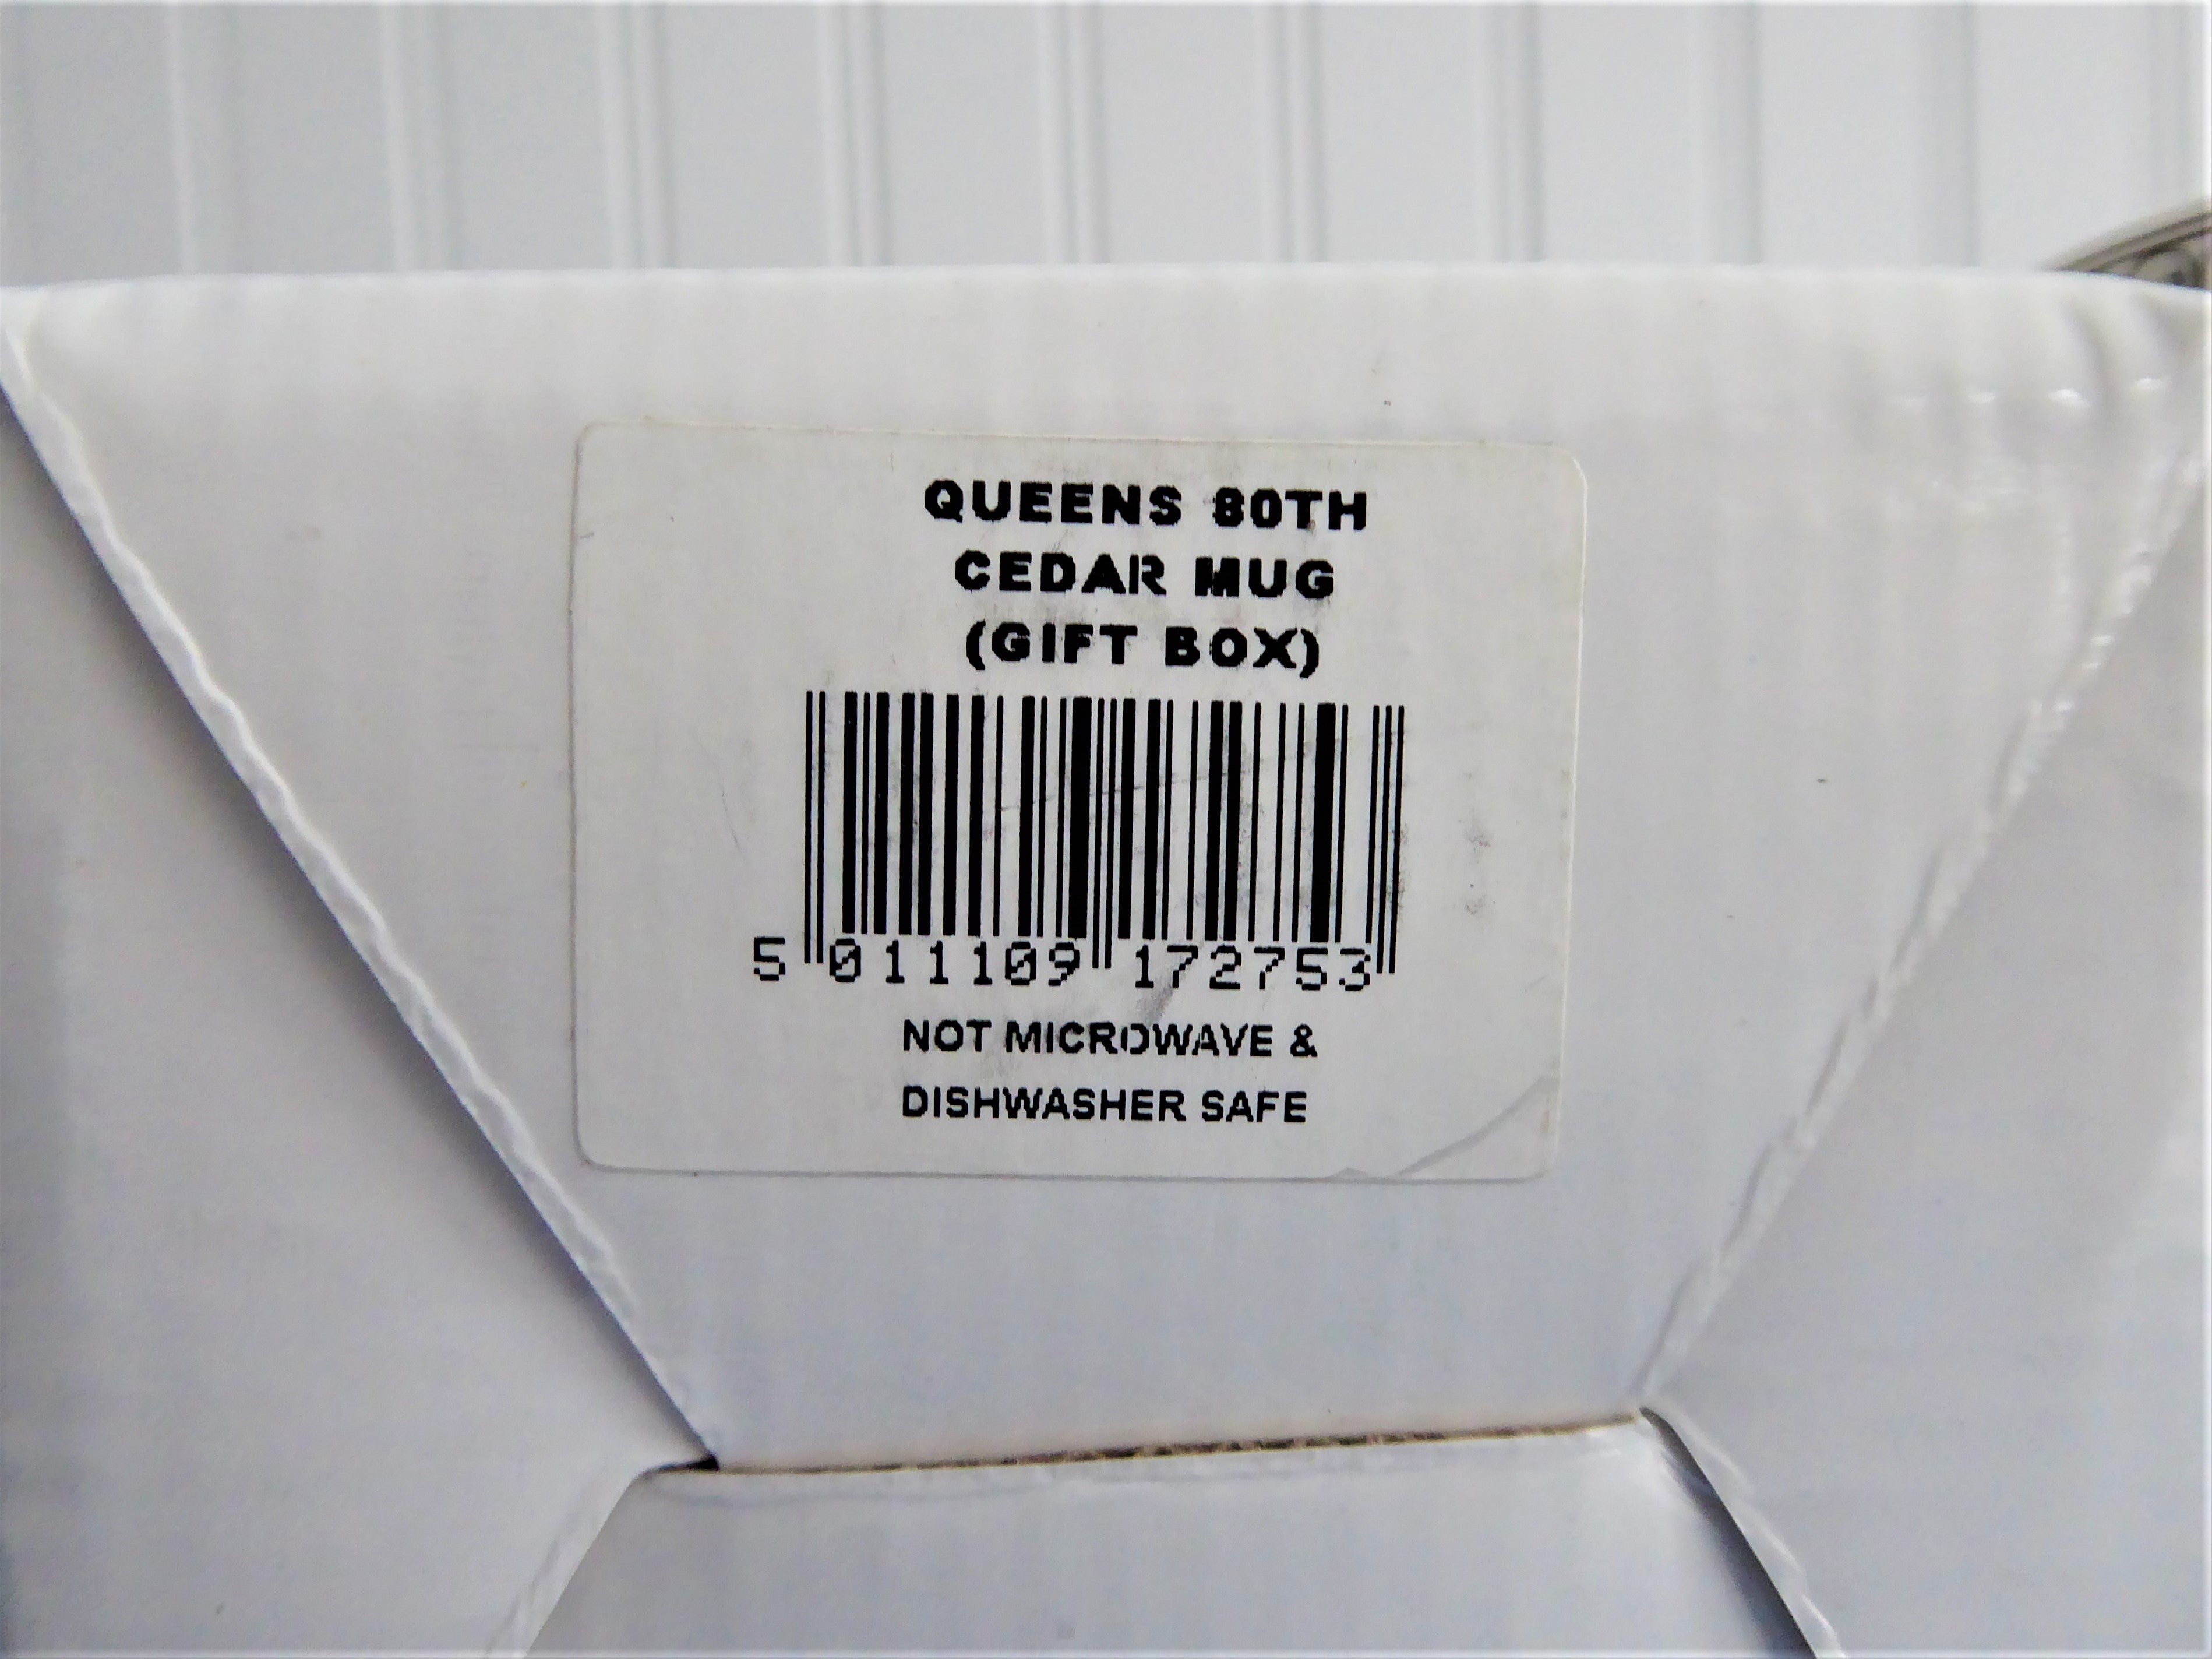 QUEENS 80TH
CEDAR MUG
(GIFT BOX)
5 011109 172753
NOT MICROWAVE &
DISHWASHER SAFE